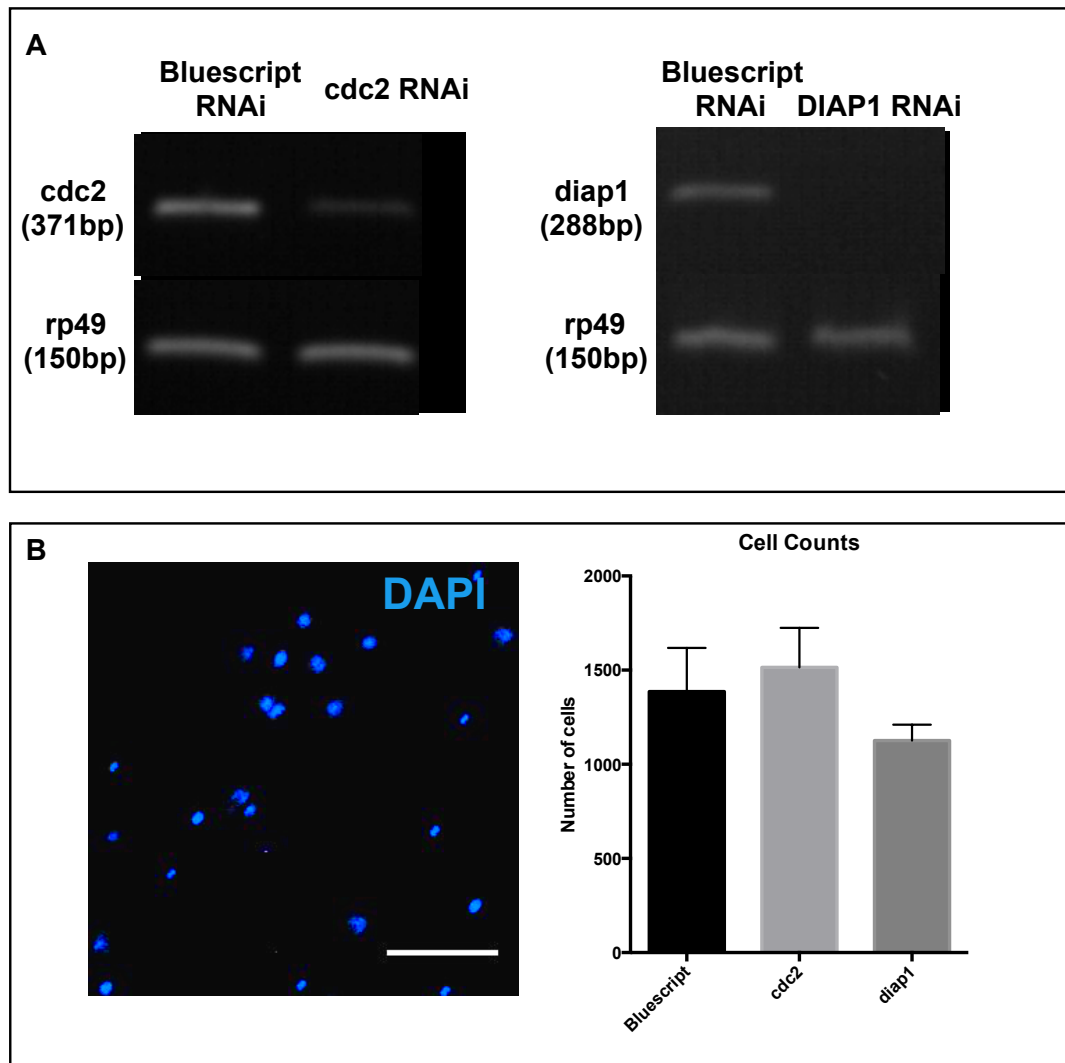 A
Bluescript
RNAi
cdc2 RNAi
cdc2
(371bp)
rp49
(150bp)
Bluescript
RNAi
DIAP1 RNAi
diap1
(288bp)
rp49
(150bp)
B
DAPI
Cell Counts
Number of cells
2000
1500
1000
500
0
Bluescript
cdc2
diap1